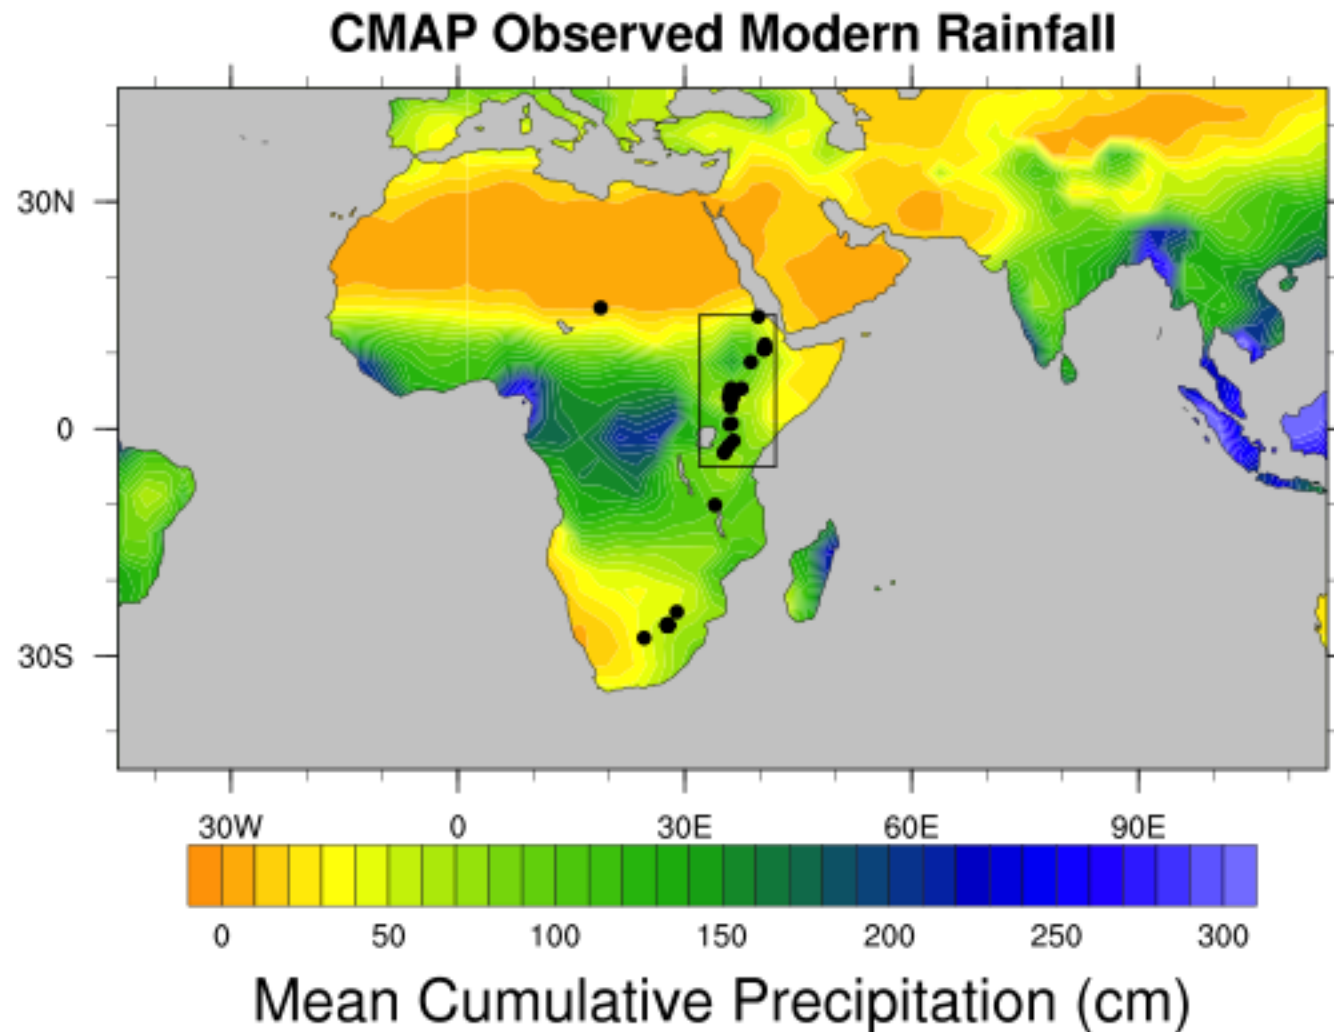 CMAP Observed Modern Rainfall
30N
0
30S
30W 0 30E 60E 90E
0 50 100 150 200 250 300
Mean Cumulative Precipitation (cm)